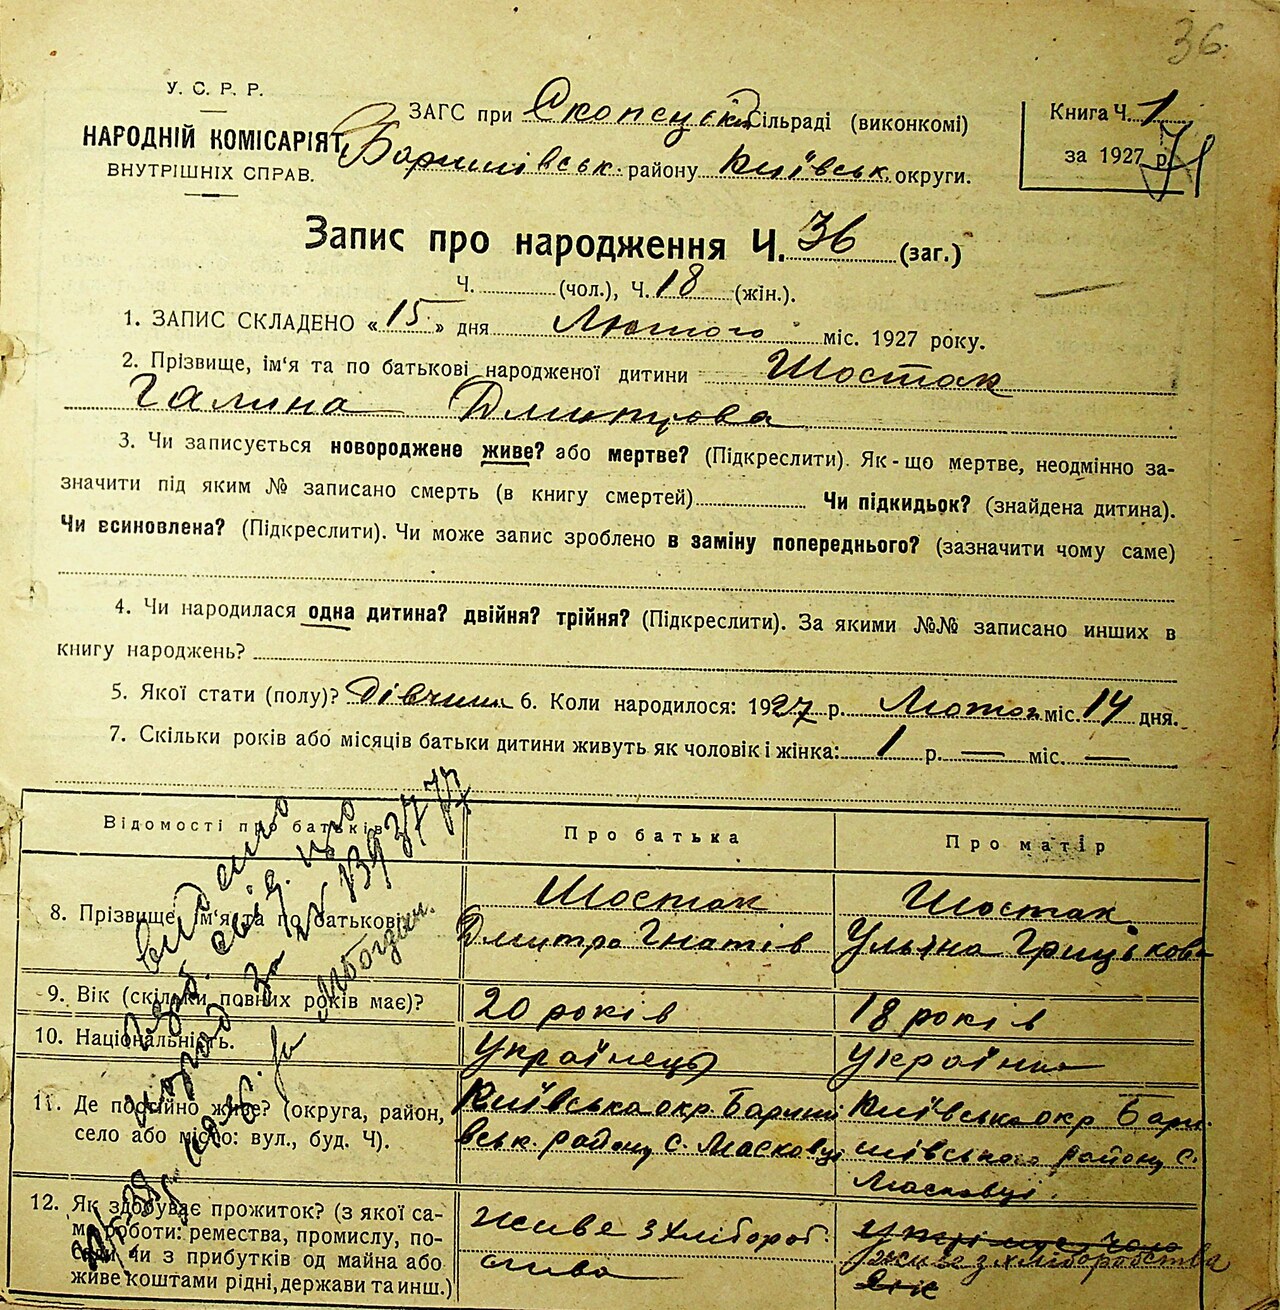 36
У. С. Р. Р.
НАРОДНІЙ КОМІСАРІЯТ
ВНУТРІШНІХ СПРАВ.
ЗАГС при Скопецькій Сільраді (виконкомі)
Баришівськ. району Київськ. округи.
Книга Ч. 1
за 1927 р.
Запис про народження Ч. 36 (заг.)
Ч. (чол.), Ч. 18 (жін.).
1. ЗАПИС СКЛАДЕНО « 15 » дня Лютого міс. 1927 року.
2. Прізвище, ім'я та по батькові народженої дитини Шостак
Галина Дмитрова
3. Чи записується новороджене живе? або мертве? (Підкреслити). Як-що мертве, неодмінно за-
значити під яким № записано смерть (в книгу смертей) Чи підкидьок? (знайдена дитина).
Чи всиновлена? (Підкреслити). Чи може запис зроблено в заміну попереднього? (зазначити чому саме)
4. Чи народилася одна дитина? двійня? трійня? (Підкреслити). За якими №№ записано инших в
книгу народжень?
5. Якої стати (полу)? Дівчина 6. Коли народилося: 1927 р. Лютого міс. 14 дня.
7. Скільки років або місяців батьки дитини живуть як чоловік і жінка: 1 р. — міс. —
Відомості про батьків
Про батька
Про матір
8. Прізвище, ім'я та по батькові.
Шостак
Дмитро Гнатів
Шостак
Ульяна Грицькова
9. Вік (скільки повних років має)?
20 років
18 років
10. Національність.
Українець
Українка
11. Де постійно живе? (округа, район,
село або місто: вул., буд. Ч).
Київська окр. Бариши
вськ. району с. Масковці
Київська окр. Бари
шівського району с.
Масковці.
12. Як здобуває прожиток? (з якої са-
ме роботи: ремества, промислу, по-
сади, чи з прибутків од майна або
живе коштами рідні, держави та инш.)
живе з хлібороб
ства
живе з хліборобства
видано